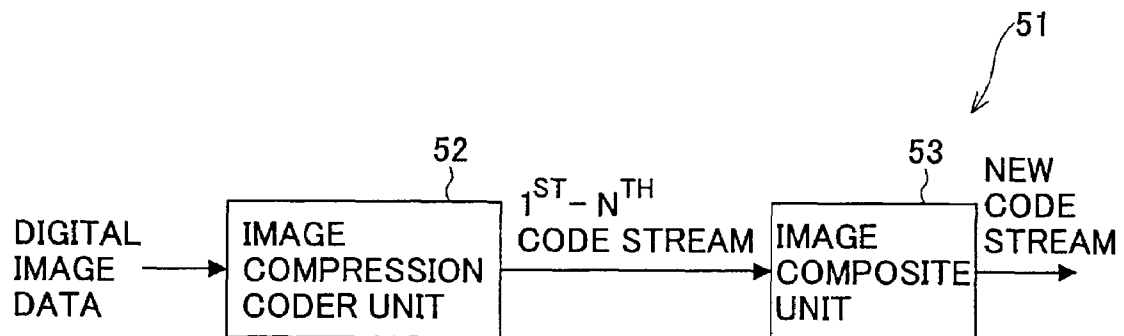 51
52
53
DIGITAL
IMAGE
DATA
IMAGE
COMPRESSION
CODER UNIT
1ST - NTH
CODE STREAM
IMAGE
COMPOSITE
UNIT
NEW
CODE
STREAM